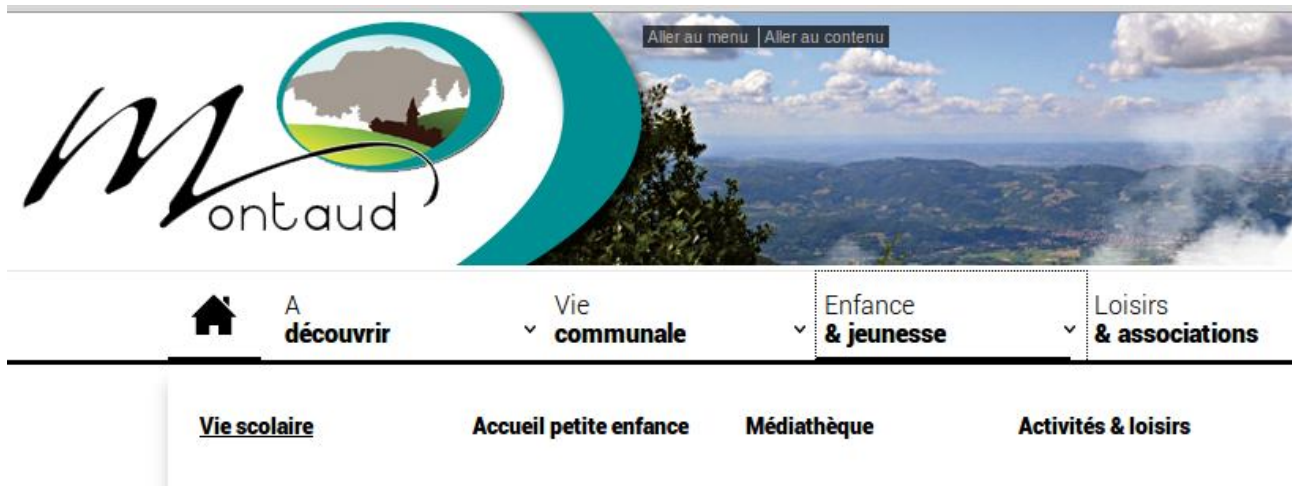 Aller au menu | Aller au contenu
Montaud
A découvrir
Vie communale
Enfance & jeunesse
Loisirs & associations
Vie scolaire
Accueil petite enfance
Médiathèque
Activités & loisirs